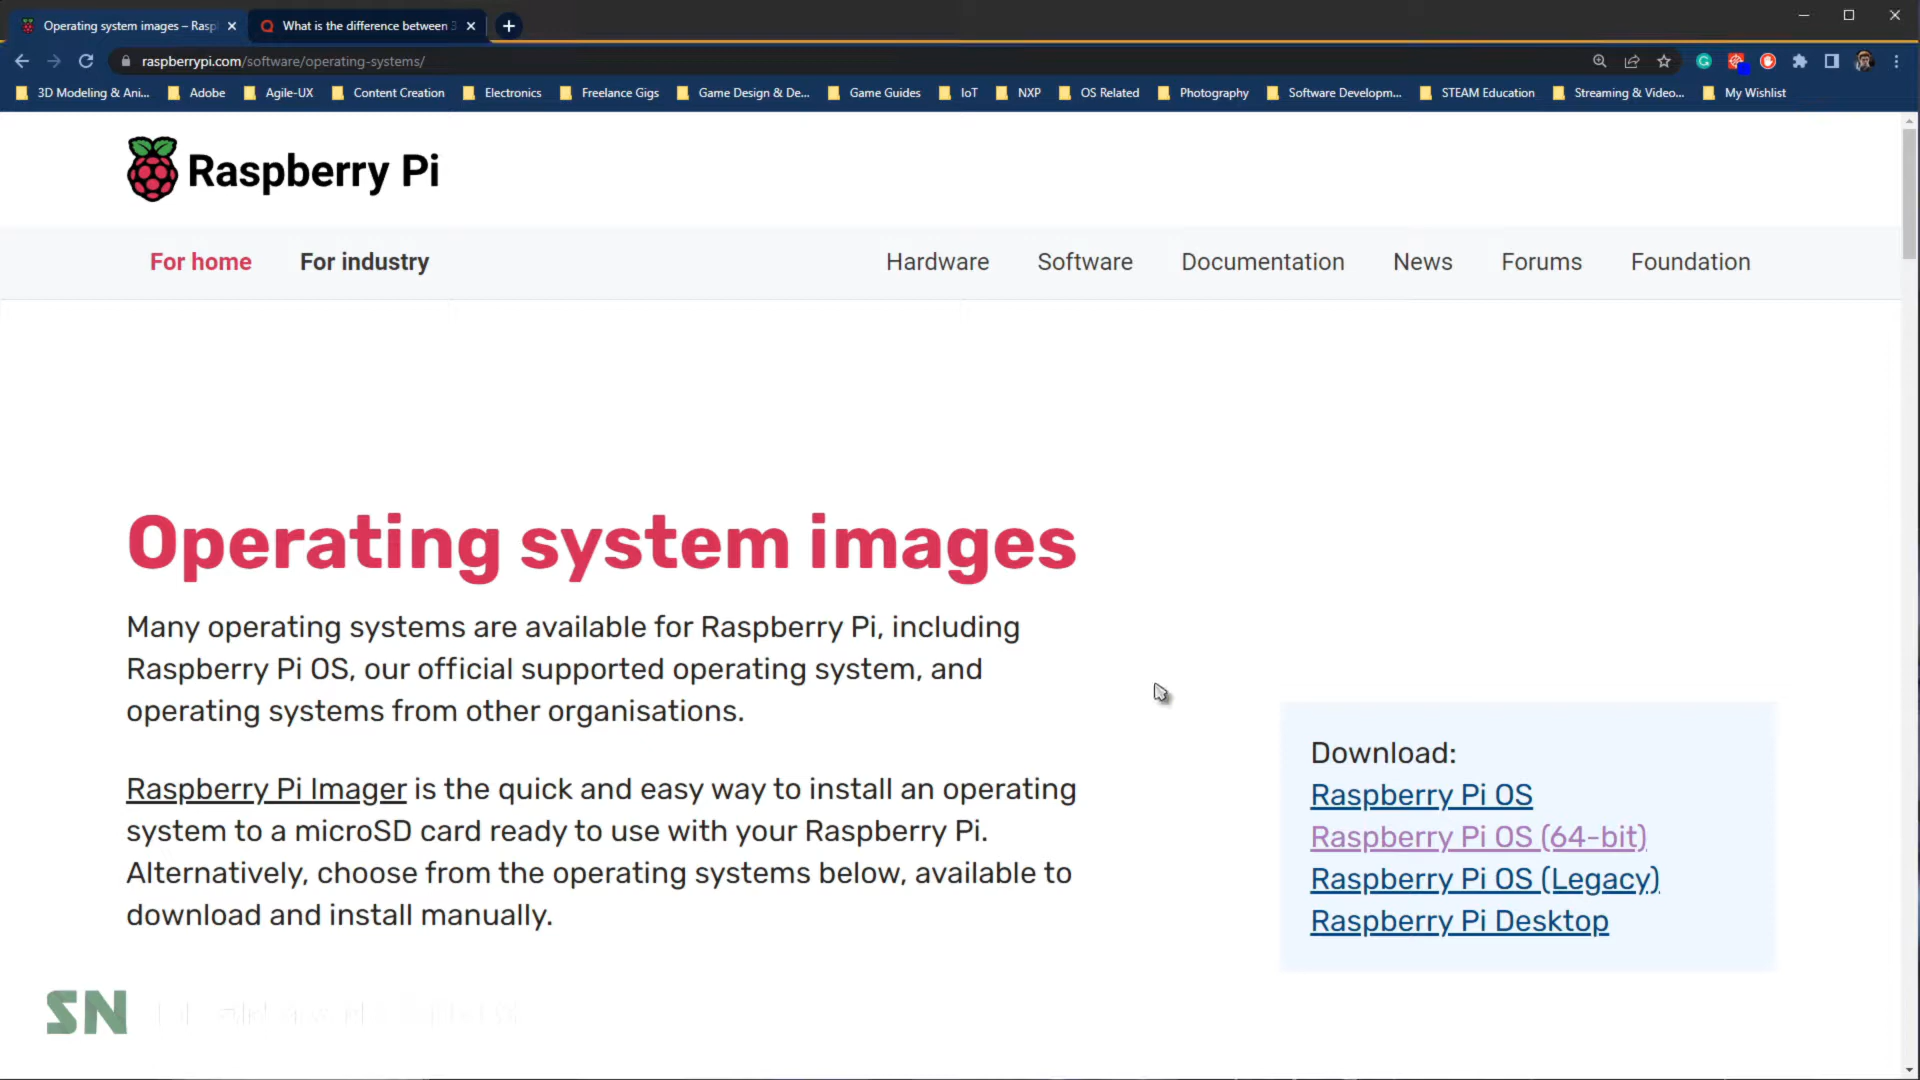 Operating system images – Rasp
What is the difference between 3
raspberrypi.com/software/operating-systems/
3D Modeling & Ani...
Adobe
Agile-UX
Content Creation
Electronics
Freelance Gigs
Game Design & De...
Game Guides
IoT
NXP
OS Related
Photography
Software Developm...
STEAM Education
Streaming & Video...
My Wishlist
Raspberry Pi
For home
For industry
Hardware
Software
Documentation
News
Forums
Foundation
Operating system images
Many operating systems are available for Raspberry Pi, including
Raspberry Pi OS, our official supported operating system, and
operating systems from other organisations.
Raspberry Pi Imager is the quick and easy way to install an operating
system to a microSD card ready to use with your Raspberry Pi.
Alternatively, choose from the operating systems below, available to
download and install manually.
Download:
Raspberry Pi OS
Raspberry Pi OS (64-bit)
Raspberry Pi OS (Legacy)
Raspberry Pi Desktop
SN